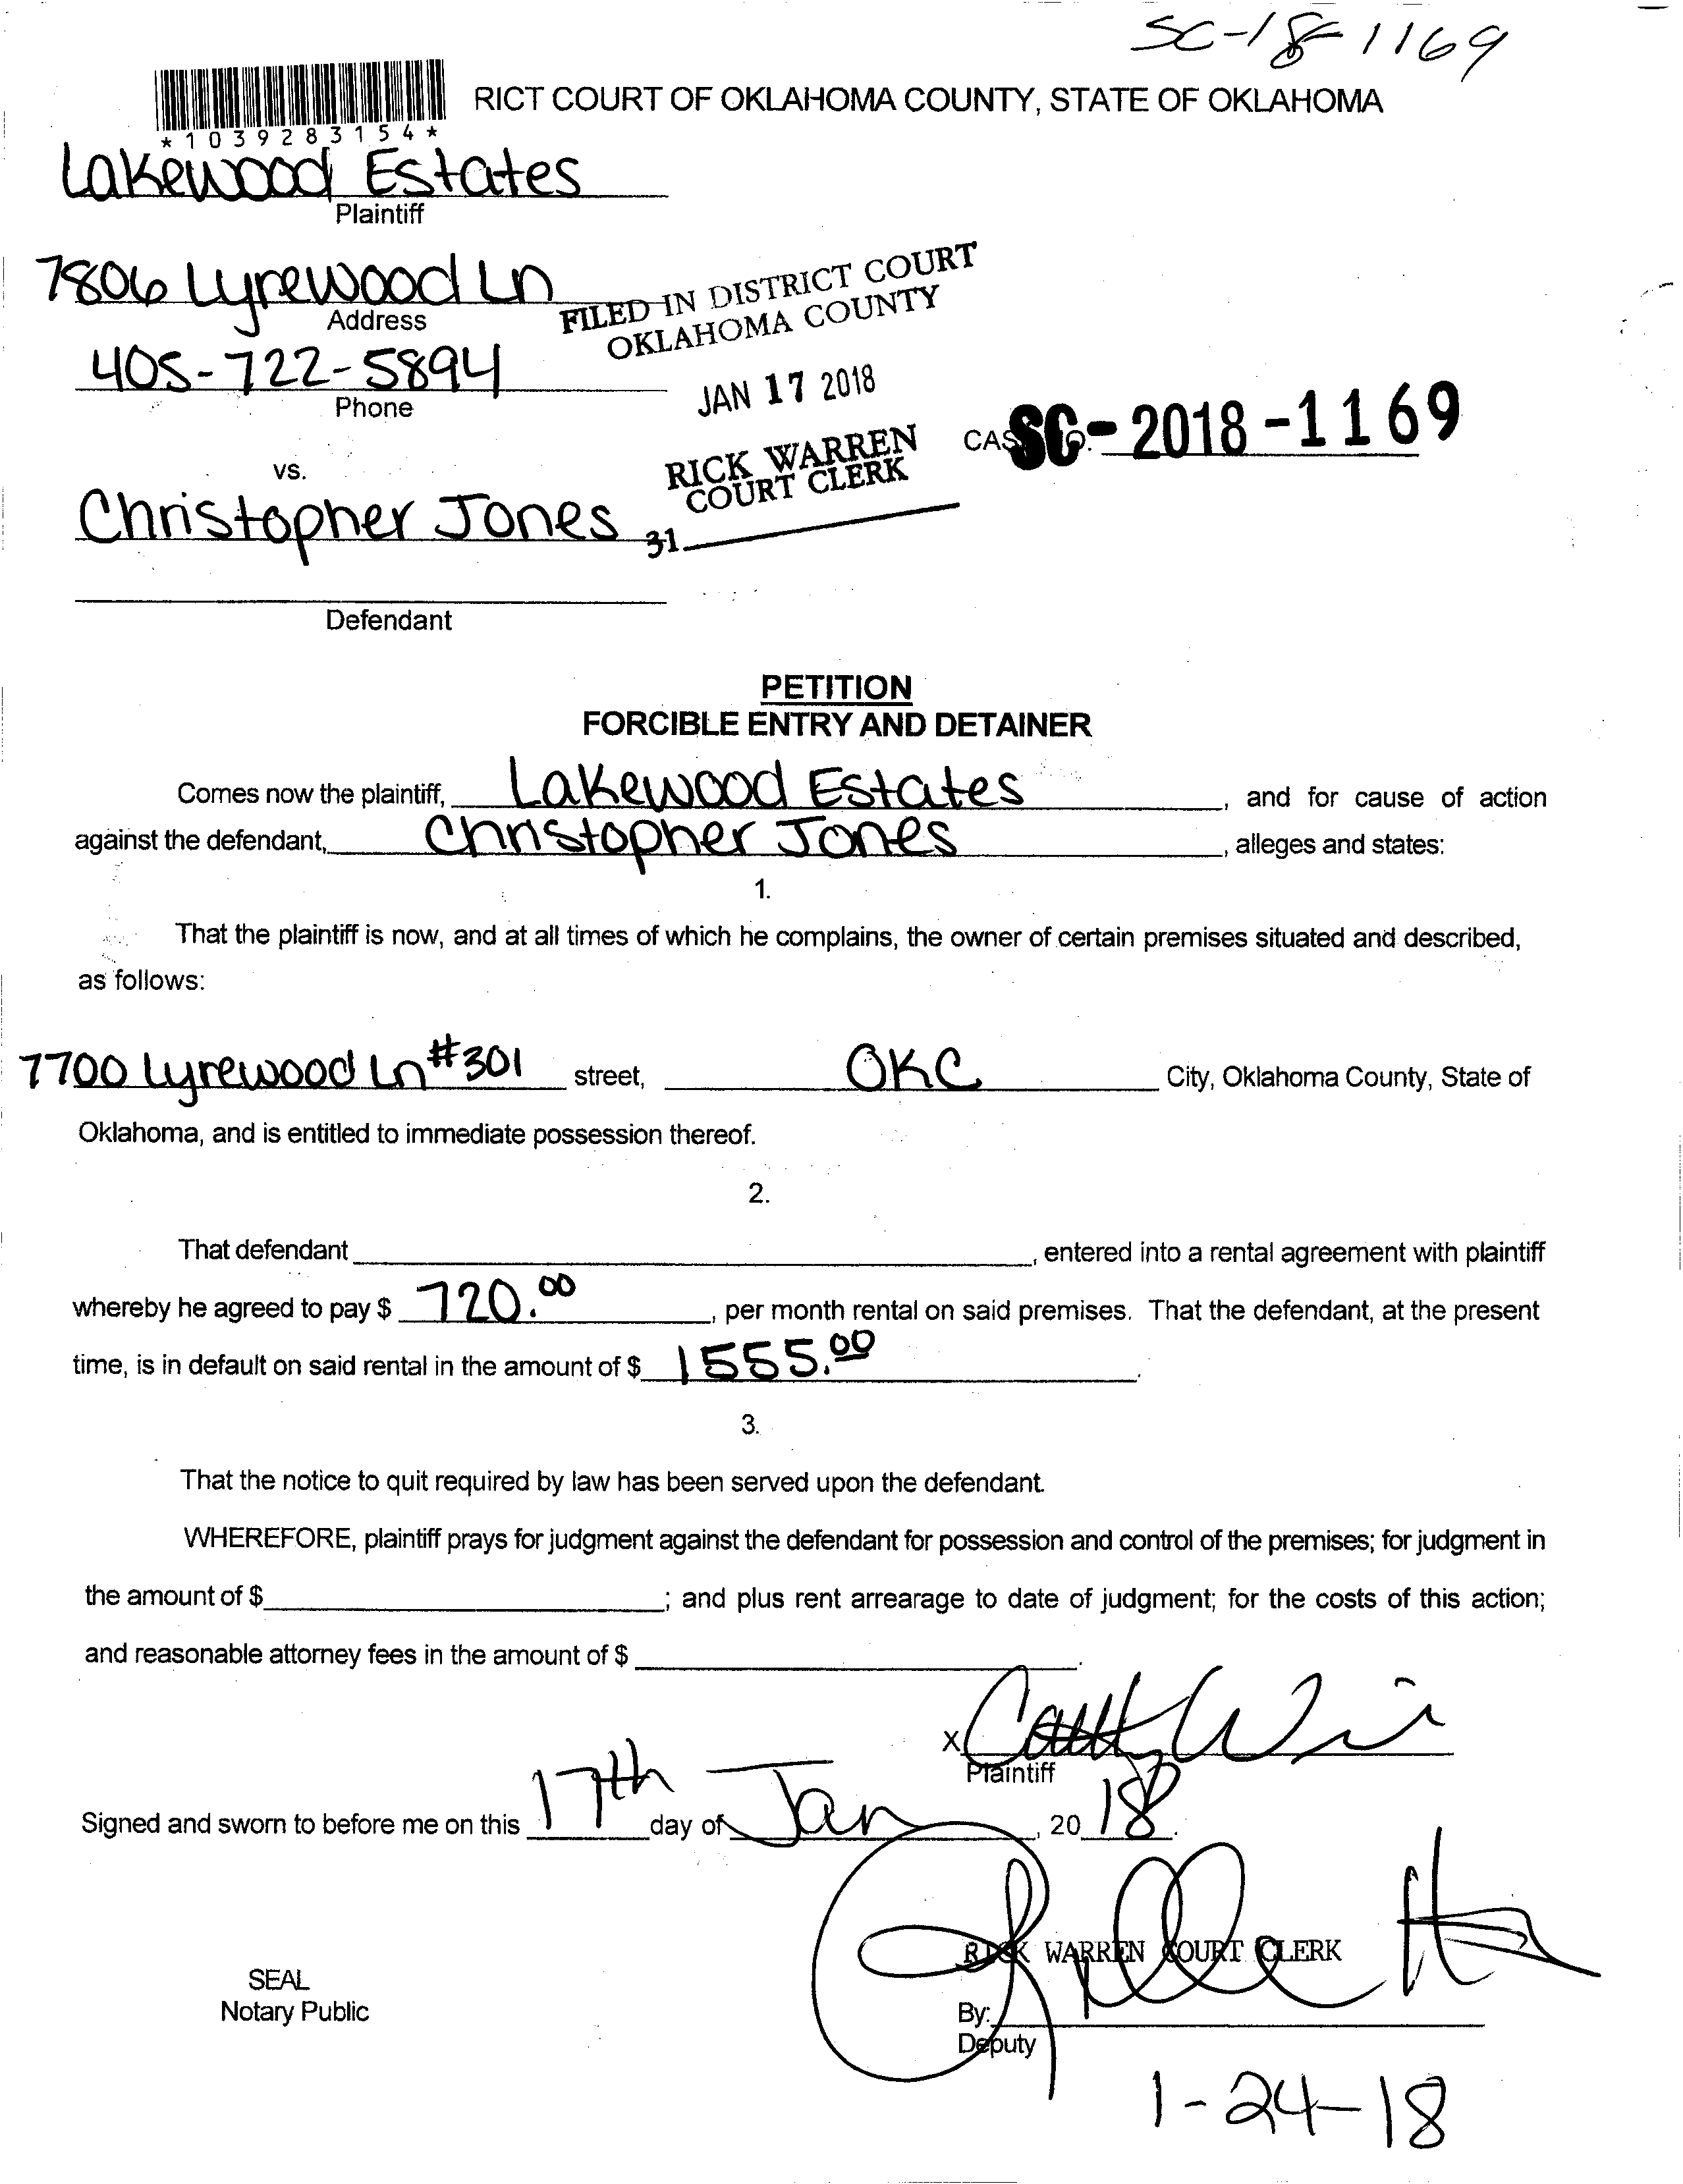 SC-18-1169
RICT COURT OF OKLAHOMA COUNTY, STATE OF OKLAHOMA
*1039283154*
Lakewood Estates
Plaintiff
7806 Lyrewood Ln
Address
405-722-5894
Phone
FILED IN DISTRICT COURT
OKLAHOMA COUNTY
JAN 17 2018
RICK WARREN
COURT CLERK
31
CAS SC-2018-1169
vs.
Christopher Jones
Defendant
PETITION
FORCIBLE ENTRY AND DETAINER
Comes now the plaintiff, Lakewood Estates, and for cause of action
against the defendant, Christopher Jones, alleges and states:
1.
That the plaintiff is now, and at all times of which he complains, the owner of certain premises situated and described,
as follows:
7700 Lyrewood Ln #301 street, OKC City, Oklahoma County, State of
Oklahoma, and is entitled to immediate possession thereof.
2.
That defendant , entered into a rental agreement with plaintiff
whereby he agreed to pay $ 720.00, per month rental on said premises. That the defendant, at the present
time, is in default on said rental in the amount of $ 1555.00.
3.
That the notice to quit required by law has been served upon the defendant.
WHEREFORE, plaintiff prays for judgment against the defendant for possession and control of the premises; for judgment in
the amount of $ ; and plus rent arrearage to date of judgment; for the costs of this action;
and reasonable attorney fees in the amount of $ .
X
Plaintiff
Signed and sworn to before me on this 17th day of Jan, 20 18.
RICK WARREN COURT CLERK
SEAL
Notary Public
By:
Deputy
1-24-18